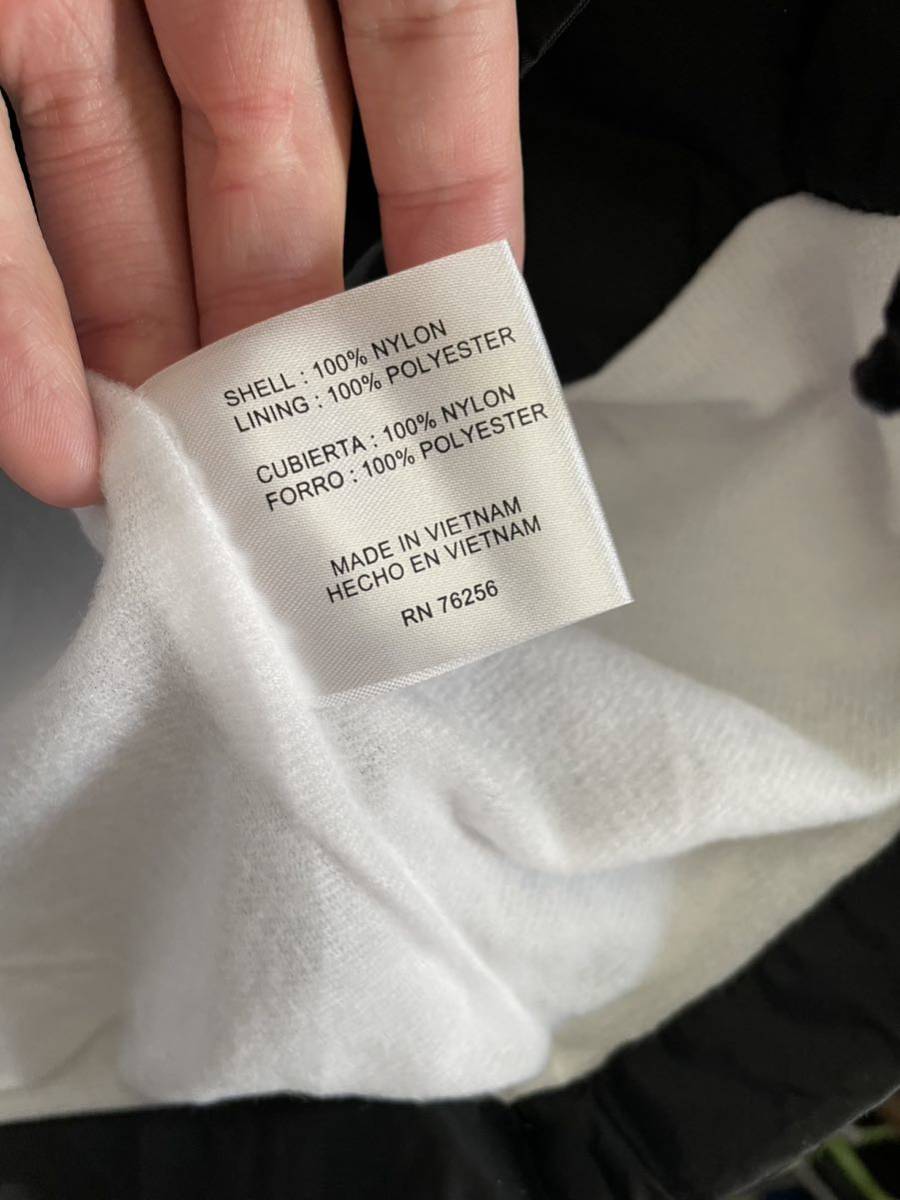 SHELL : 100% NYLON
LINING : 100% POLYESTER
CUBIERTA : 100% NYLON
FORRO : 100% POLYESTER
MADE IN VIETNAM
HECHO EN VIETNAM
RN 76256